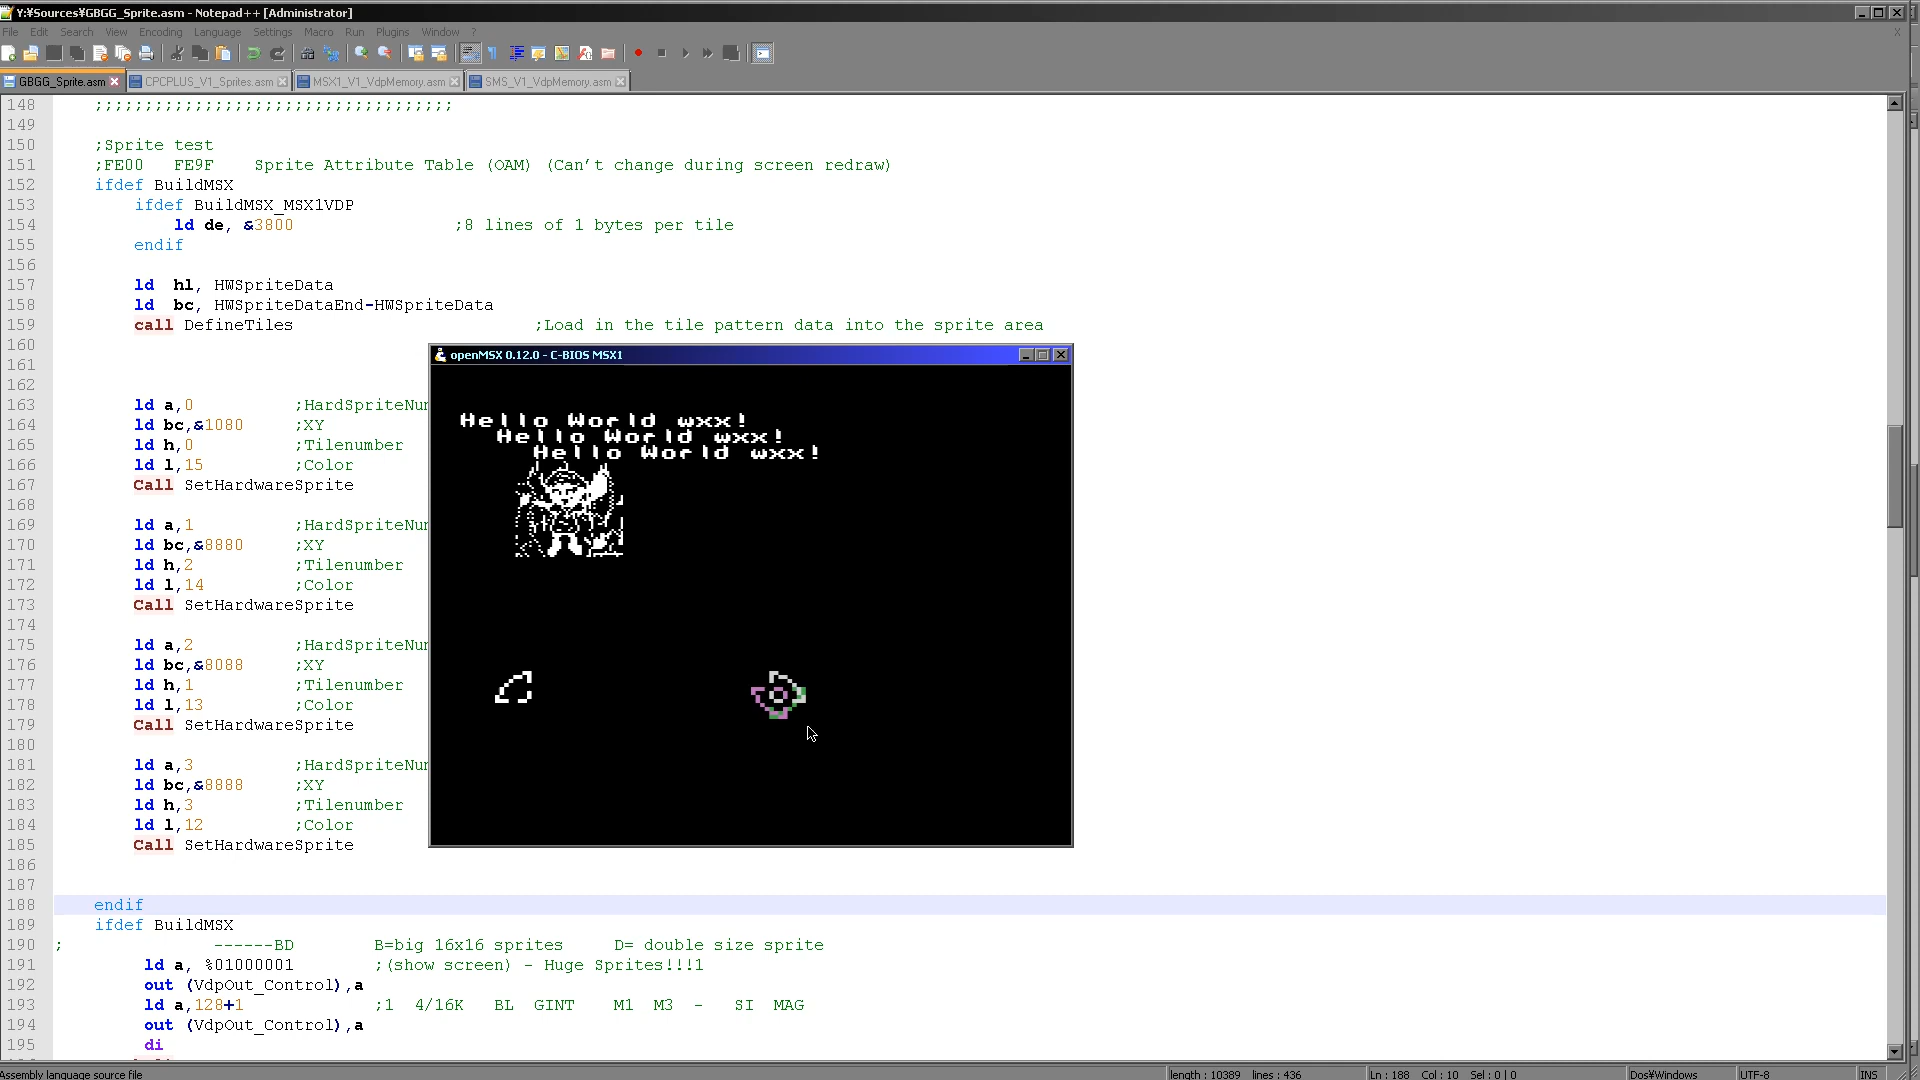 Y:¥Sources¥GBGG_Sprite.asm - Notepad++ [Administrator]
File Edit Search View Encoding Language Settings Macro Run Plugins Window ?
GBGG_Sprite.asm CPCPLUS_V1_Sprites.asm MSX1_V1_VdpMemory.asm SMS_V1_VdpMemory.asm
148 ;;;;;;;;;;;;;;;;;;;;;;;;;;;;;;;;;;;;
149
150 ;Sprite test
151 ;FE00 FE9F Sprite Attribute Table (OAM) (Can't change during screen redraw)
152 ifdef BuildMSX
153 ifdef BuildMSX_MSX1VDP
154 ld de, &3800 ;8 lines of 1 bytes per tile
155 endif
156
157 ld hl, HWSpriteData
158 ld bc, HWSpriteDataEnd-HWSpriteData
159 call DefineTiles ;Load in the tile pattern data into the sprite area
160
161
162
163 ld a,0 ;HardSpriteNu
164 ld bc,&1080 ;XY
165 ld h,0 ;Tilenumber
166 ld l,15 ;Color
167 Call SetHardwareSprite
168
169 ld a,1 ;HardSpriteNu
170 ld bc,&8880 ;XY
171 ld h,2 ;Tilenumber
172 ld l,14 ;Color
173 Call SetHardwareSprite
174
175 ld a,2 ;HardSpriteNu
176 ld bc,&8088 ;XY
177 ld h,1 ;Tilenumber
178 ld l,13 ;Color
179 Call SetHardwareSprite
180
181 ld a,3 ;HardSpriteNu
182 ld bc,&8888 ;XY
183 ld h,3 ;Tilenumber
184 ld l,12 ;Color
185 Call SetHardwareSprite
186
187
188 endif
189 ifdef BuildMSX
190 ; ------BD B=big 16x16 sprites D= double size sprite
191 ld a, %01000001 ;(show screen) - Huge Sprites!!!1
192 out (VdpOut_Control),a
193 ld a,128+1 ;1 4/16K BL GINT M1 M3 - SI MAG
194 out (VdpOut_Control),a
195 di
openMSX 0.12.0 - C-BIOS MSX1
Hello World wxx!
Hello World wxx!
Hello World wxx!
Assembly language source file length : 10389 lines : 436 Ln : 188 Col : 10 Sel : 0 | 0 Dos¥Windows UTF-8 INS